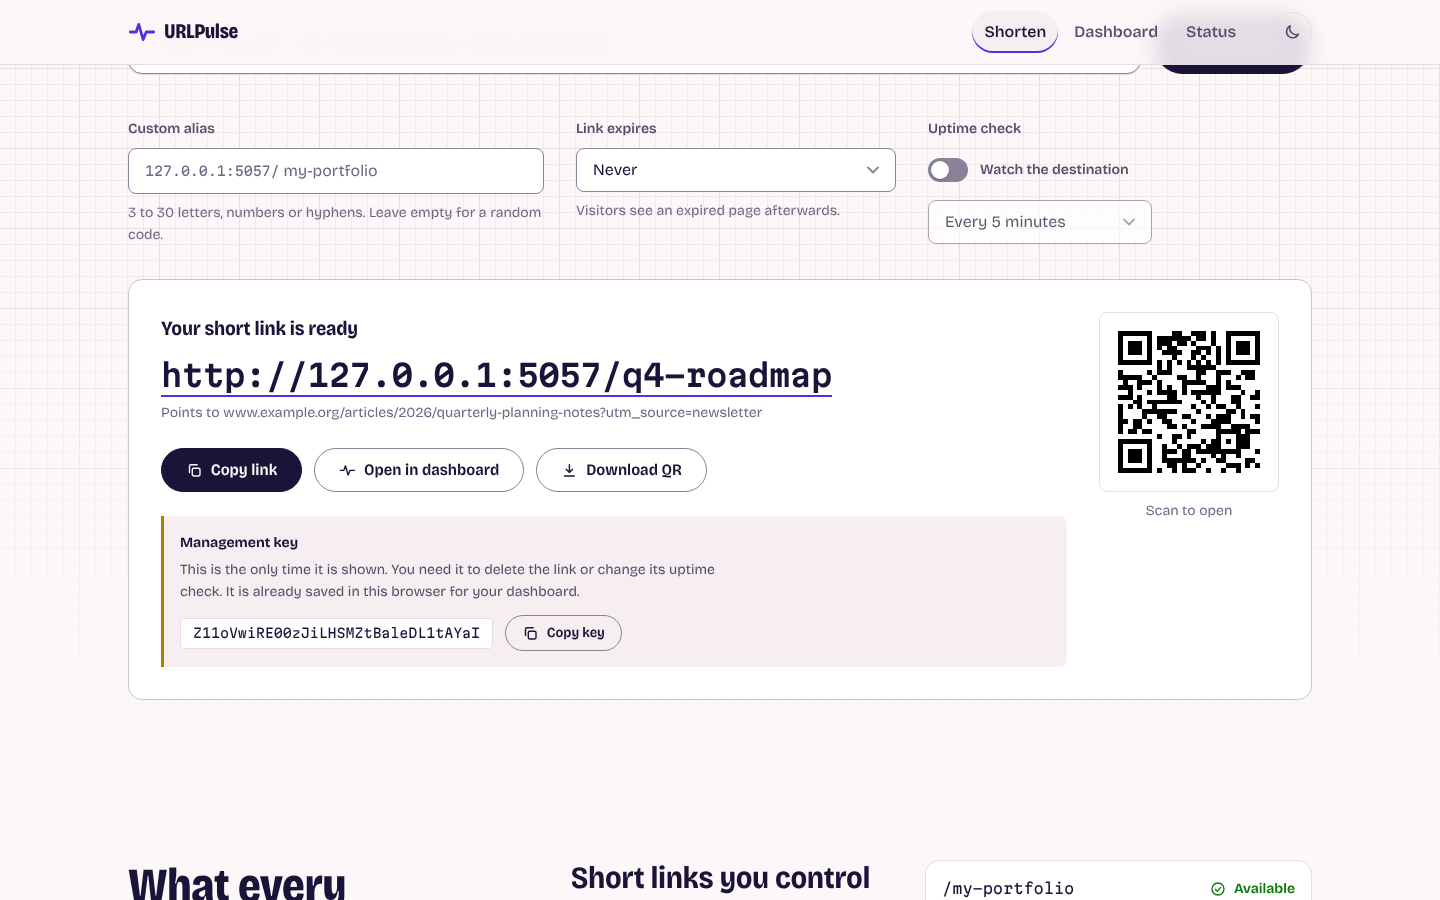 URLPulse
Shorten
Dashboard
Status
Custom alias
127.0.0.1:5057/ my-portfolio
3 to 30 letters, numbers or hyphens. Leave empty for a random
code.
Link expires
Never
Visitors see an expired page afterwards.
Uptime check
Watch the destination
Every 5 minutes
Your short link is ready
http://127.0.0.1:5057/q4-roadmap
Points to www.example.org/articles/2026/quarterly-planning-notes?utm_source=newsletter
Copy link
Open in dashboard
Download QR
Scan to open
Management key
This is the only time it is shown. You need it to delete the link or change its uptime
check. It is already saved in this browser for your dashboard.
Z11oVwiRE00zJiLHSMZtBaleDL1tAYaI
Copy key
What every
Short links you control
/my-portfolio
Available